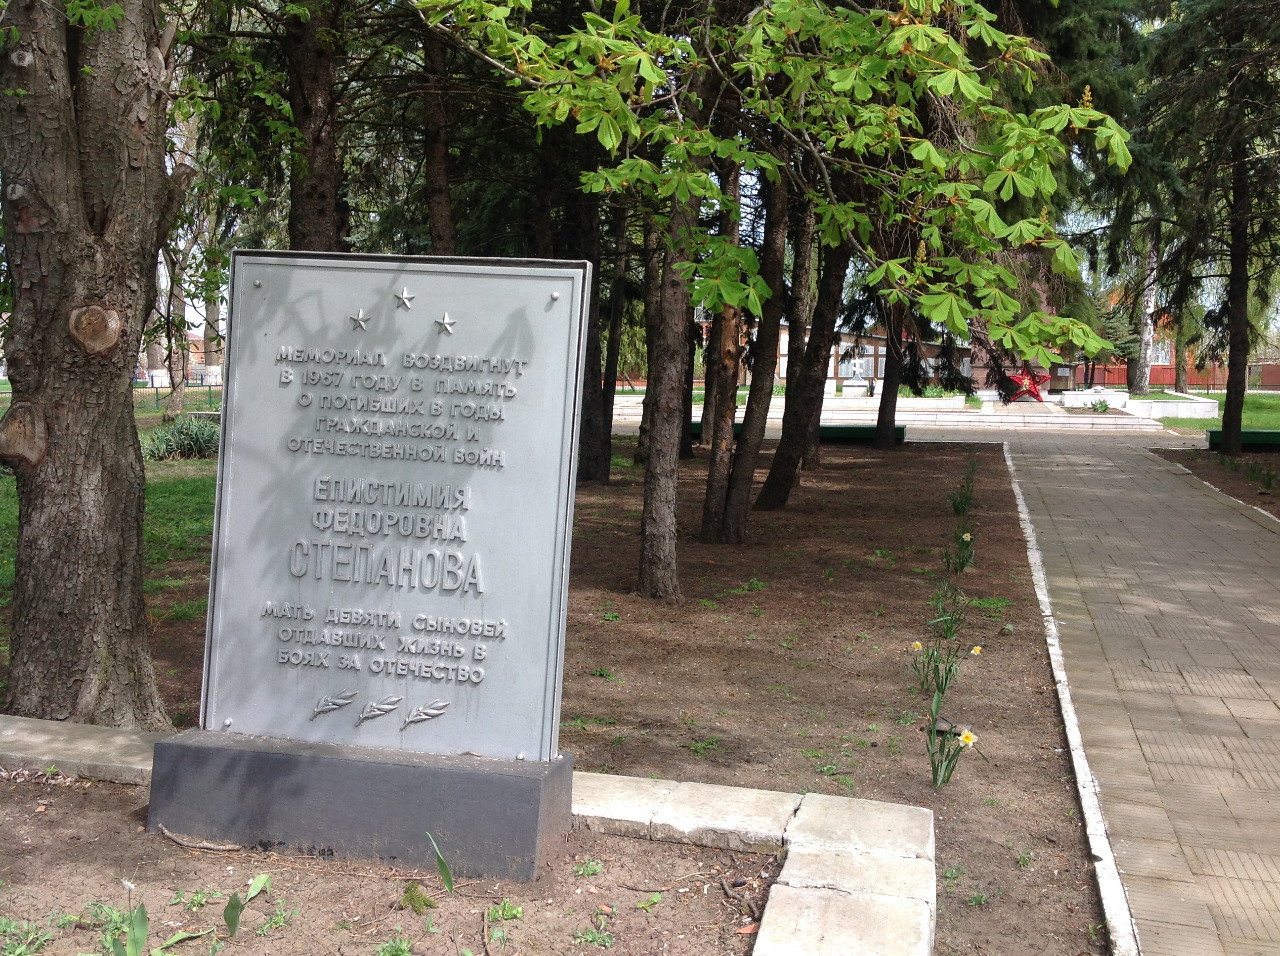 МЕМОРИАЛ ВОЗДВИГНУТ
В 1967 ГОДУ В ПАМЯТЬ
О ПОГИБШИХ В ГОДЫ
ГРАЖДАНСКОЙ И
ОТЕЧЕСТВЕННОЙ ВОЙН
ЕПИСТИМИЯ
ФЕДОРОВНА
СТЕПАНОВА
МАТЬ ДЕВЯТИ СЫНОВЕЙ
ОТДАВШИХ ЖИЗНЬ В
БОЯХ ЗА ОТЕЧЕСТВО